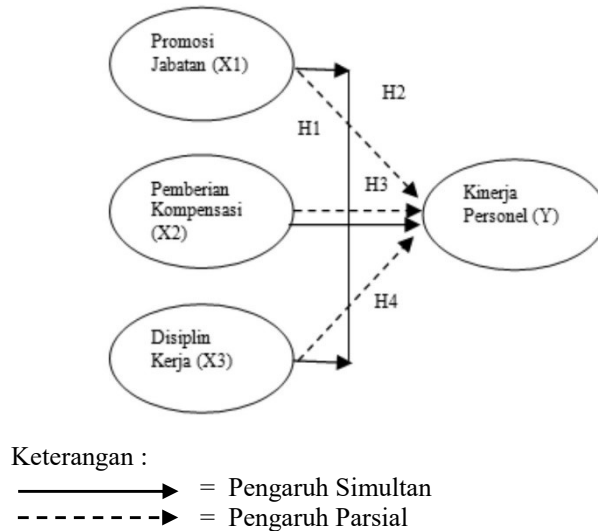 Promosi
Jabatan (X1)
H2
H1
Pemberian
Kompensasi
(X2)
H3
Kinerja
Personel (Y)
H4
Disiplin
Kerja (X3)
Keterangan :
= Pengaruh Simultan
= Pengaruh Parsial